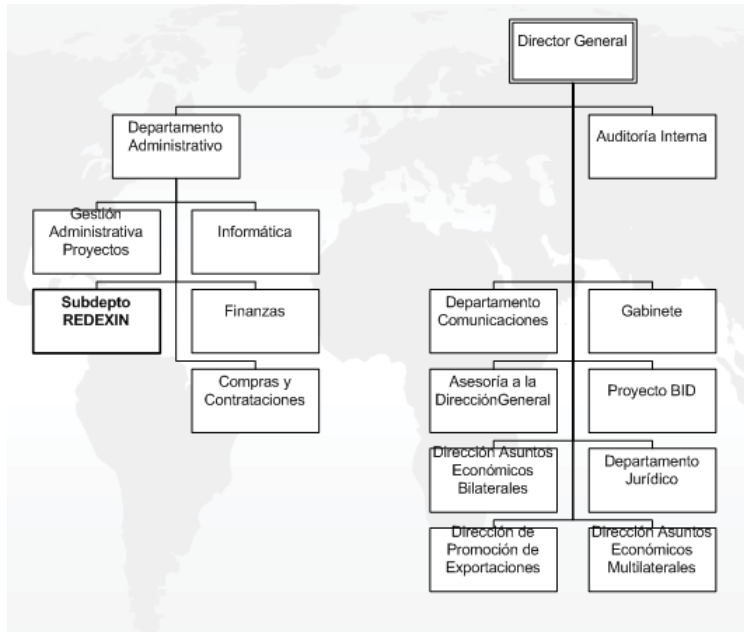 Director General
Departamento
Administrativo
Auditoría Interna
Gestión
Administrativa
Proyectos
Informática
Subdepto
REDEXIN
Finanzas
Compras y
Contrataciones
Departamento
Comunicaciones
Gabinete
Asesoría a la
DirecciónGeneral
Proyecto BID
Dirección Asuntos
Económicos
Bilaterales
Departamento
Jurídico
Dirección de
Promoción de
Exportaciones
Dirección Asuntos
Económicos
Multilaterales